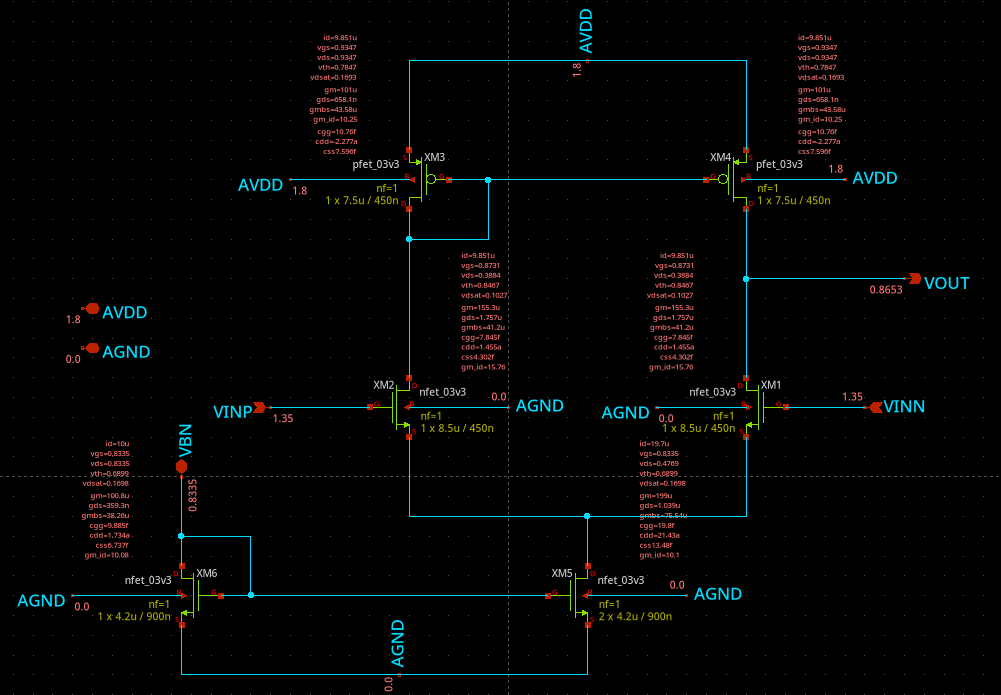 AVDD
1.8
id=9.851u
vgs=0.9347
vds=0.9347
vth=0.7847
vdsat=0.1693
gm=101u
gds=658.1n
gmbs=43.58u
gm_id=10.25
cgg=10.76f
cdd=-2.277a
css7.596f
id=9.851u
vgs=0.9347
vds=0.9347
vth=0.7847
vdsat=0.1693
gm=101u
gds=658.1n
gmbs=43.58u
gm_id=10.25
cgg=10.76f
cdd=-2.277a
css7.596f
S
XM3
pfet_03v3
AVDD
1.8
B
G
nf=1
1 x 7.5u / 450n
D
S
XM4
pfet_03v3
1.8
AVDD
G
B
nf=1
1 x 7.5u / 450n
D
id=9.851u
vgs=0.8731
vds=0.3884
vth=0.8467
vdsat=0.1027
gm=155.3u
gds=1.757u
gmbs=41.2u
cgg=7.845f
cdd=1.455a
css4.302f
gm_id=15.76
id=9.851u
vgs=0.8731
vds=0.3884
vth=0.8467
vdsat=0.1027
gm=155.3u
gds=1.757u
gmbs=41.2u
cgg=7.845f
cdd=1.455a
css4.302f
gm_id=15.76
VOUT
0.8653
AVDD
1.8
AGND
0.0
D
XM2
nfet_03v3
VINP
1.35
G
B
0.0
AGND
nf=1
1 x 8.5u / 450n
S
D
XM1
nfet_03v3
AGND
0.0
B
G
1.35
VINN
nf=1
1 x 8.5u / 450n
S
VBN
0.8335
id=10u
vgs=0.8335
vds=0.8335
vth=0.6899
vdsat=0.1698
gm=100.8u
gds=359.3n
gmbs=38.26u
cgg=9.885f
cdd=1.734a
css6.737f
gm_id=10.08
id=19.7u
vgs=0.8335
vds=0.4769
vth=0.6899
vdsat=0.1698
gm=199u
gds=1.039u
gmbs=75.54u
cgg=19.8f
cdd=21.43a
css13.48f
gm_id=10.1
D
XM6
nfet_03v3
AGND
0.0
B
G
nf=1
1 x 4.2u / 900n
S
D
XM5
nfet_03v3
G
B
0.0
AGND
nf=1
2 x 4.2u / 900n
S
AGND
0.0